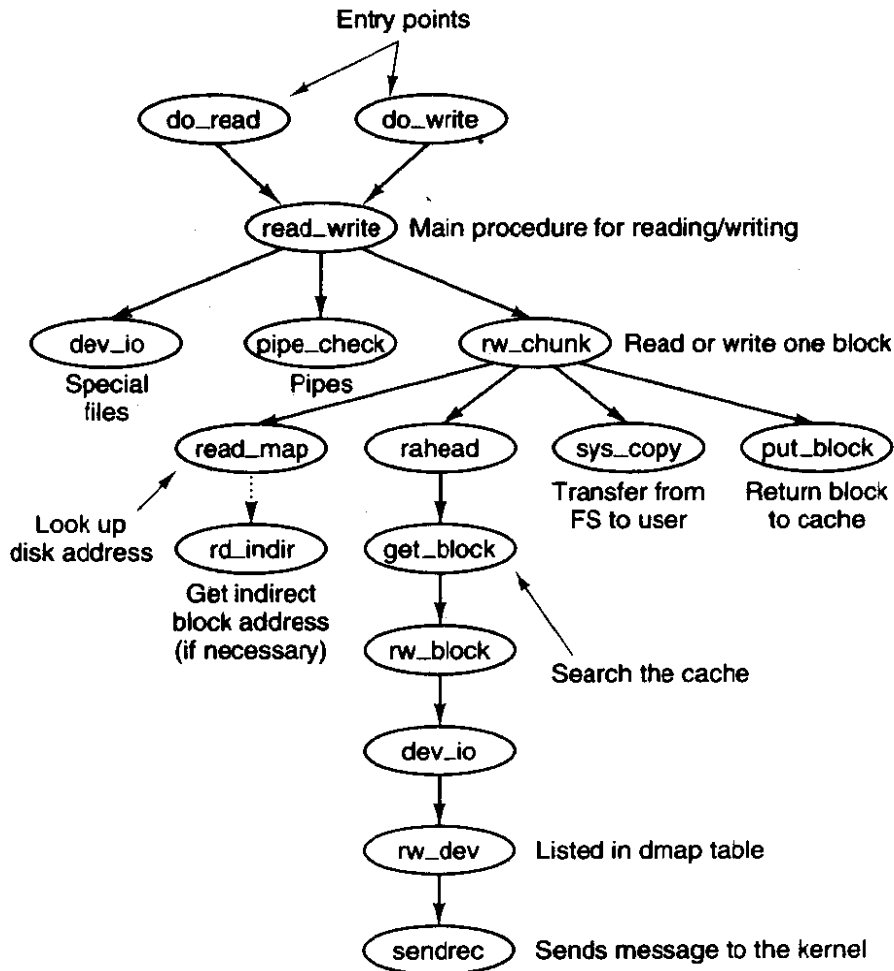 Entry points
do_read
do_write
read_write
Main procedure for reading/writing
dev_io
pipe_check
rw_chunk
Read or write one block
Special
files
Pipes
read_map
rahead
sys_copy
put_block
Transfer from
FS to user
Return block
to cache
Look up
disk address
rd_indir
get_block
Get indirect
block address
(if necessary)
rw_block
Search the cache
dev_io
rw_dev
Listed in dmap table
sendrec
Sends message to the kernel